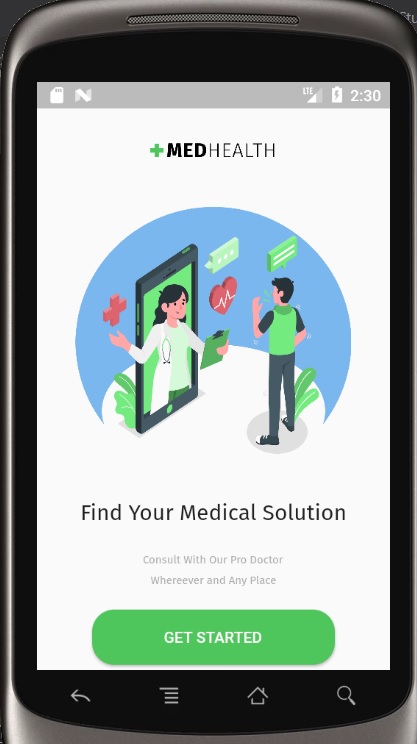 Stu
LTE 2:30
MEDHEALTH
Find Your Medical Solution
Consult With Our Pro Doctor
Whereever and Any Place
GET STARTED